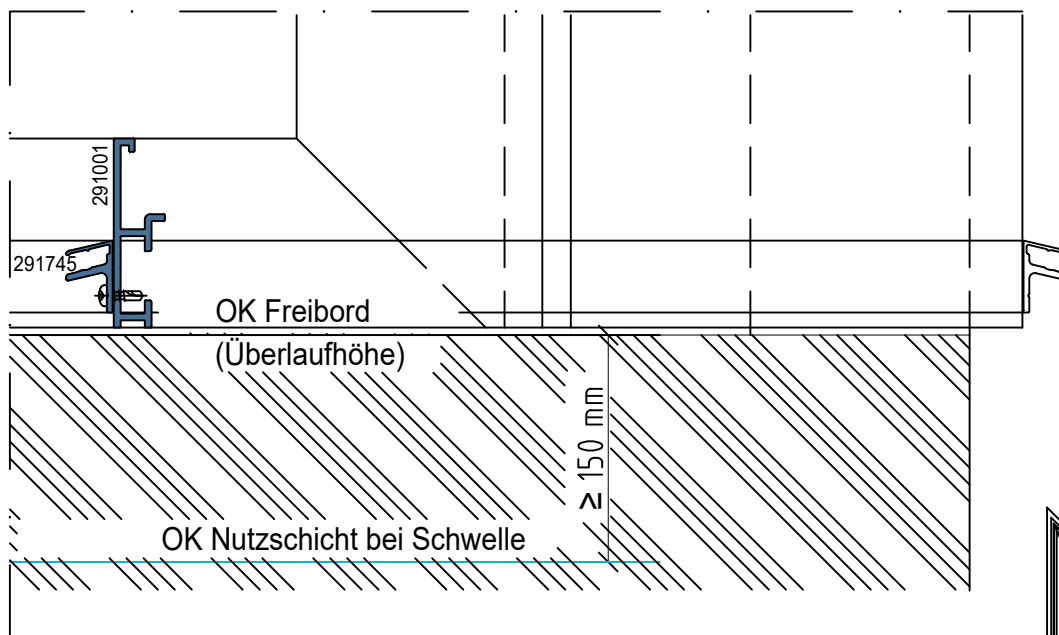 291001
291745
OK Freibord
(Überlaufhöhe)
≥ 150 mm
OK Nutzschicht bei Schwelle